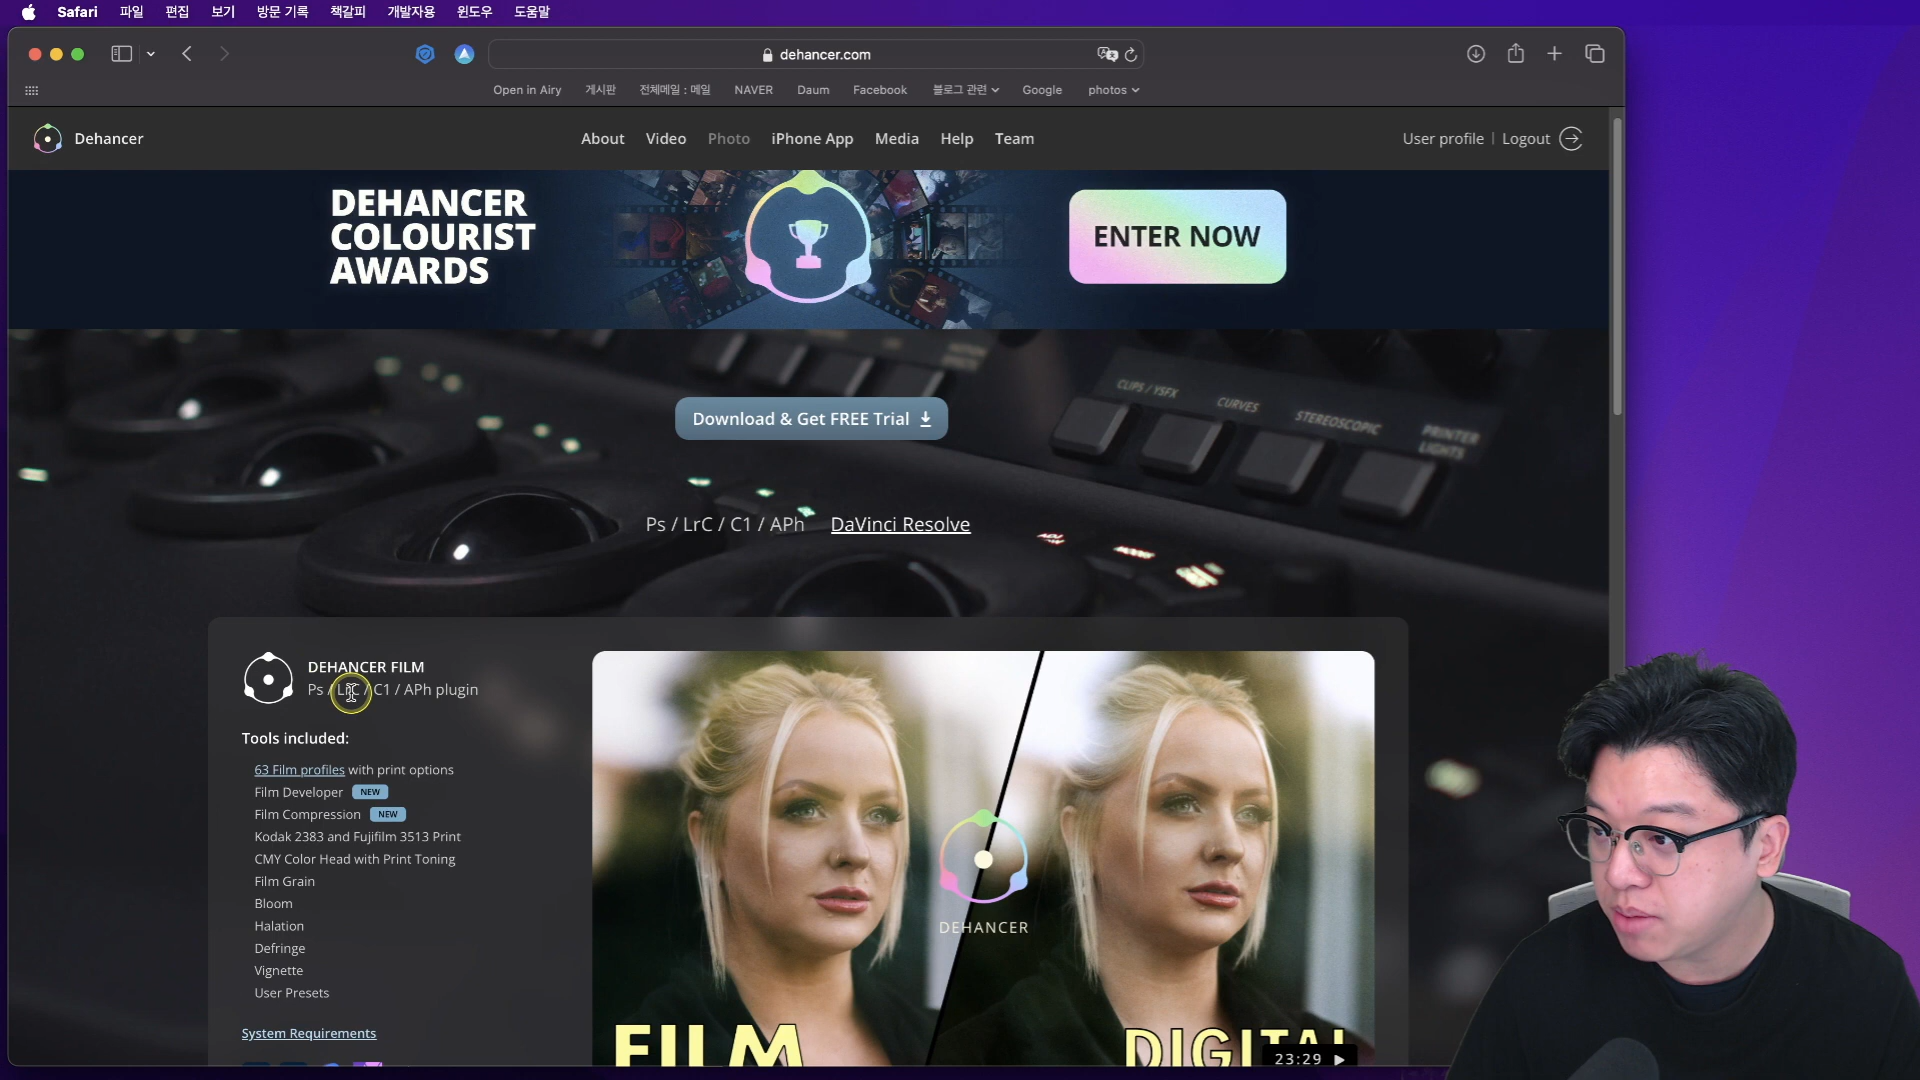 Safari 파일 편집 보기 방문 기록 책갈피 개발자용 윈도우 도움말
dehancer.com
Open in Airy 게시판 전체메일 : 메일 NAVER Daum Facebook 블로그 관련 Google photos
Dehancer About Video Photo iPhone App Media Help Team User profile | Logout
DEHANCER
COLOURIST
AWARDS
ENTER NOW
CLIPS / YSFX
CURVES
STEREOSCOPIC
PRINTER
LIGHTS
Download & Get FREE Trial
Ps / LrC / C1 / APh DaVinci Resolve
DEHANCER FILM
Ps / LrC / C1 / APh plugin
Tools included:
63 Film profiles with print options
Film Developer NEW
Film Compression NEW
Kodak 2383 and Fujifilm 3513 Print
CMY Color Head with Print Toning
Film Grain
Bloom
Halation
Defringe
Vignette
User Presets
System Requirements
DEHANCER
FILM
DIGITAL
23:29